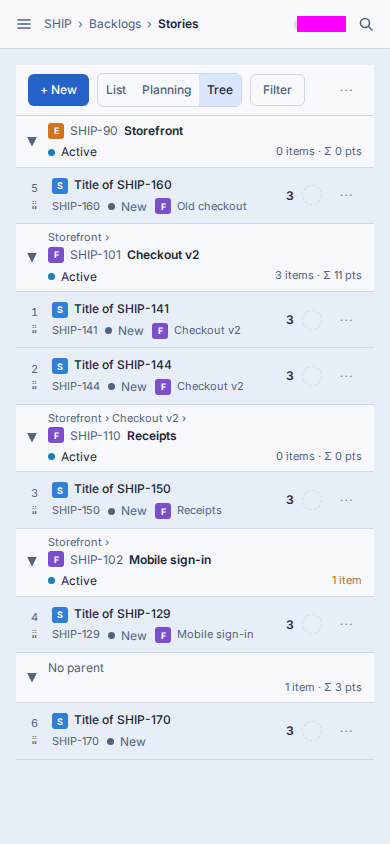 SHIP › Backlogs › Stories
+ New List Planning Tree Filter ...
▼ E SHIP-90 Storefront
Active 0 items · Σ 0 pts
5 S Title of SHIP-160 3 ...
SHIP-160 New F Old checkout
Storefront ›
▼ F SHIP-101 Checkout v2
Active 3 items · Σ 11 pts
1 S Title of SHIP-141 3 ...
SHIP-141 New F Checkout v2
2 S Title of SHIP-144 3 ...
SHIP-144 New F Checkout v2
Storefront › Checkout v2 ›
▼ F SHIP-110 Receipts
Active 0 items · Σ 0 pts
3 S Title of SHIP-150 3 ...
SHIP-150 New F Receipts
Storefront ›
▼ F SHIP-102 Mobile sign-in
Active 1 item
4 S Title of SHIP-129 3 ...
SHIP-129 New F Mobile sign-in
▼ No parent
1 item · Σ 3 pts
6 S Title of SHIP-170 3 ...
SHIP-170 New